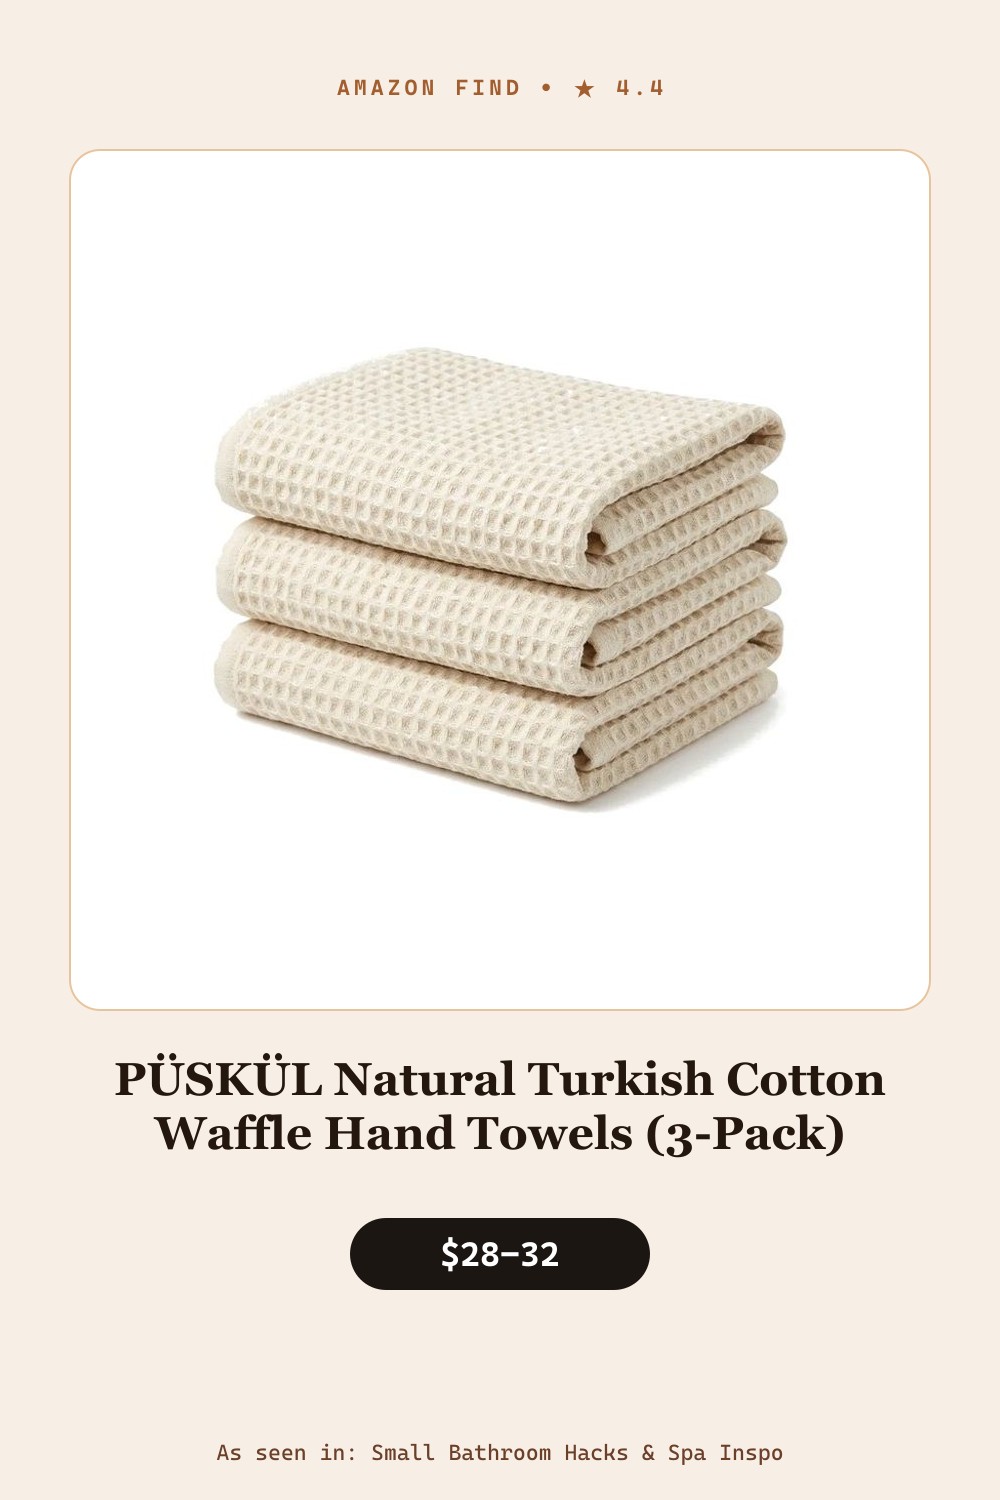 AMAZON FIND • ★ 4.4
PÜSKÜL Natural Turkish Cotton
Waffle Hand Towels (3-Pack)
$28–32
As seen in: Small Bathroom Hacks & Spa Inspo